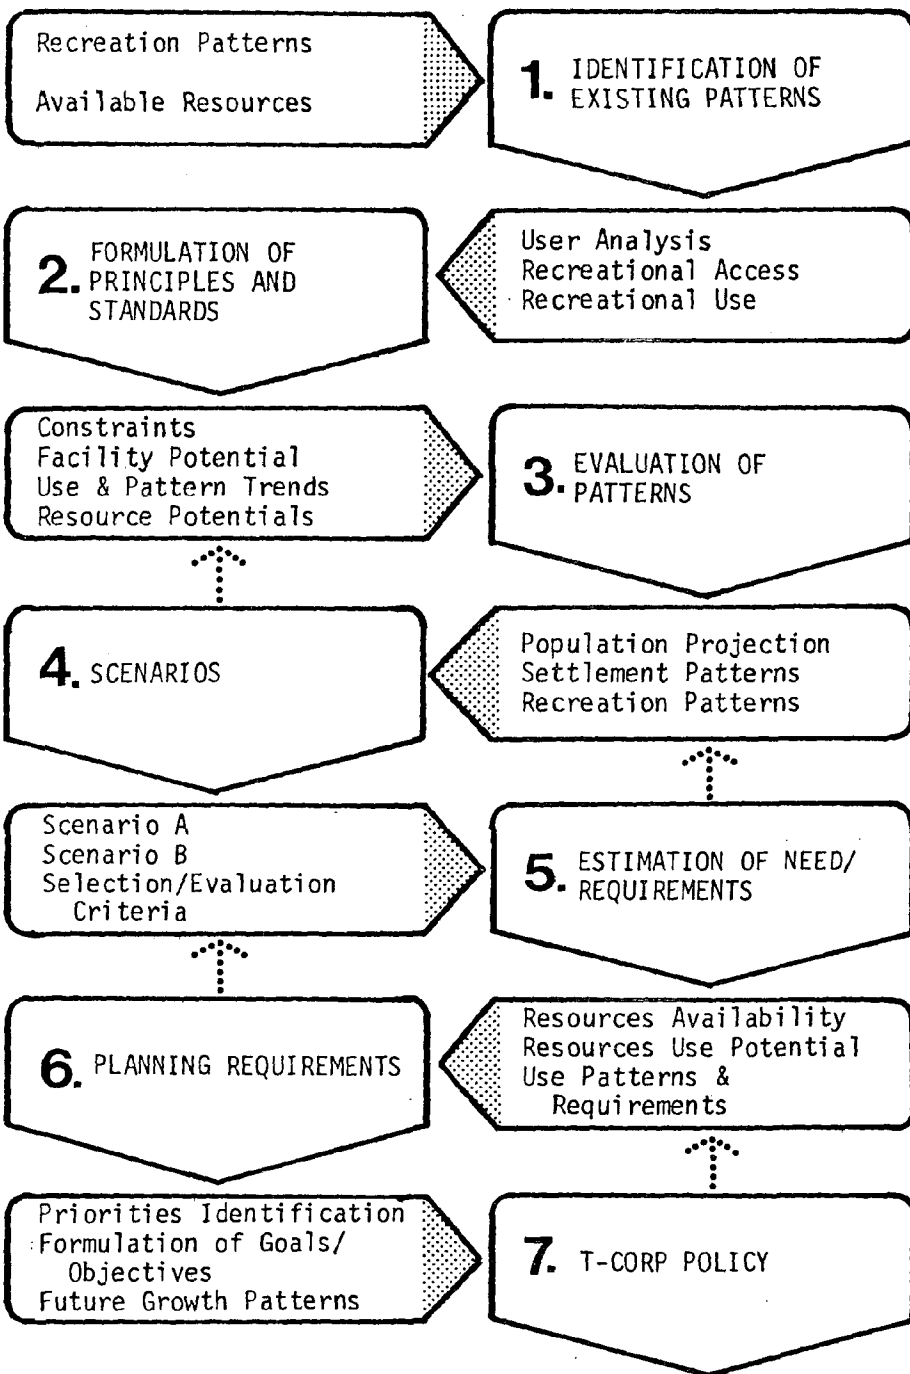 Recreation Patterns
Available Resources
1. IDENTIFICATION OF
EXISTING PATTERNS
2. FORMULATION OF
PRINCIPLES AND
STANDARDS
User Analysis
Recreational Access
Recreational Use
Constraints
Facility Potential
Use & Pattern Trends
Resource Potentials
3. EVALUATION OF
PATTERNS
4. SCENARIOS
Population Projection
Settlement Patterns
Recreation Patterns
Scenario A
Scenario B
Selection/Evaluation
Criteria
5. ESTIMATION OF NEED/
REQUIREMENTS
6. PLANNING REQUIREMENTS
Resources Availability
Resources Use Potential
Use Patterns &
Requirements
Priorities Identification
Formulation of Goals/
Objectives
Future Growth Patterns
7. T-CORP POLICY